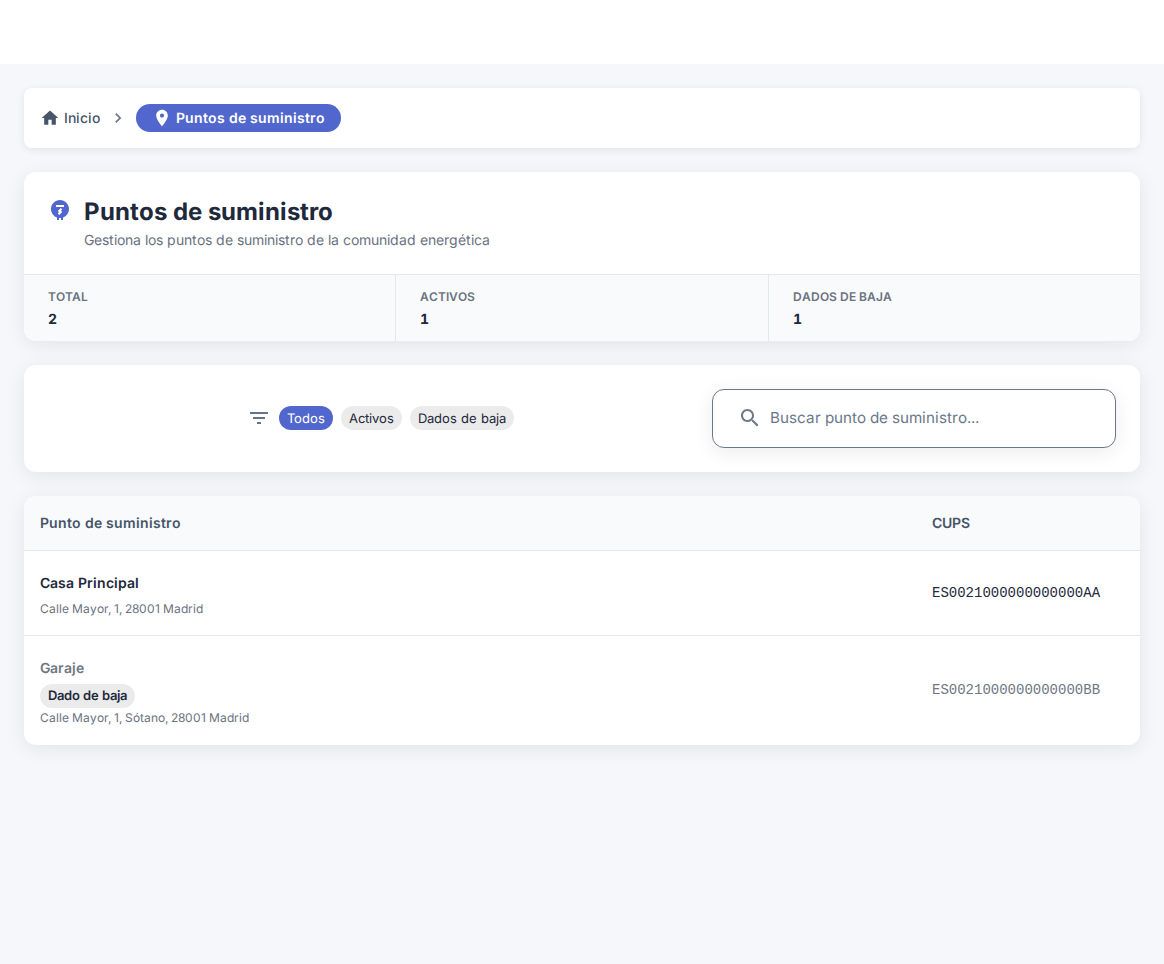 Inicio
Puntos de suministro
Puntos de suministro
Gestiona los puntos de suministro de la comunidad energética
TOTAL
2
ACTIVOS
1
DADOS DE BAJA
1
Todos
Activos
Dados de baja
Buscar punto de suministro...
Punto de suministro
CUPS
Casa Principal
Calle Mayor, 1, 28001 Madrid
ES0021000000000000AA
Garaje
Dado de baja
Calle Mayor, 1, Sótano, 28001 Madrid
ES0021000000000000BB